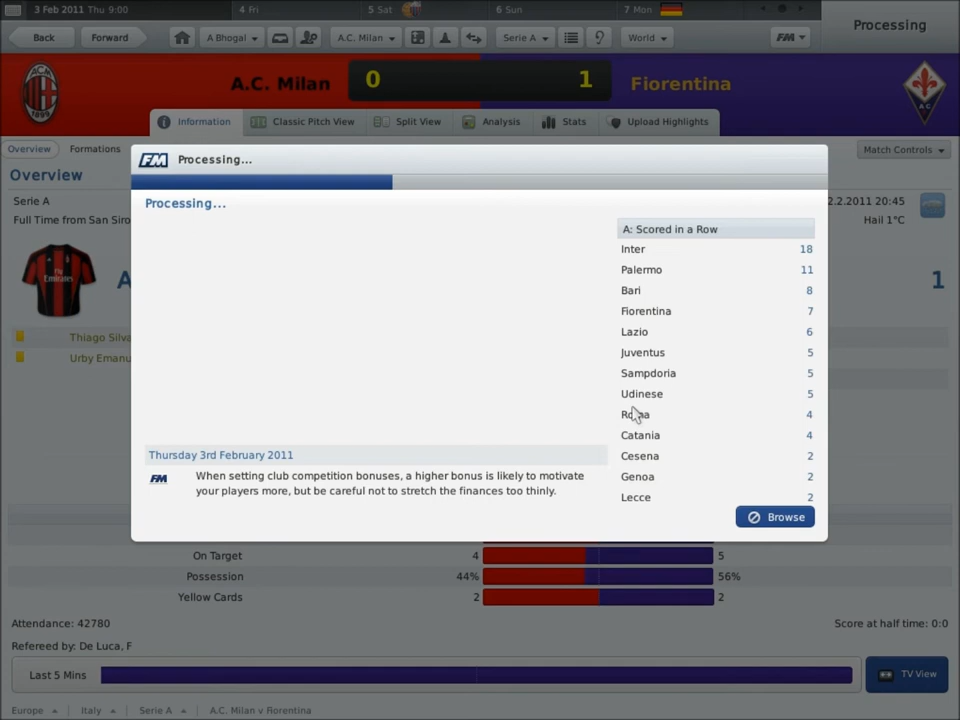 3 Feb 2011 Thu 9:00
4 Fri
5 Sat
6 Sun
7 Mon
Processing
Back
Forward
A Bhogal
A.C. Milan
Serie A
World
FM
A.C. Milan
0
1
Fiorentina
Information
Classic Pitch View
Split View
Analysis
Stats
Upload Highlights
Overview
Formations
Match Controls
FM Processing...
Overview
Processing...
Serie A
2.2.2011 20:45
Full Time from San Siro
Hail 1°C
A: Scored in a Row
Inter 18
Palermo 11
Bari 8
Fiorentina 7
Lazio 6
Juventus 5
Sampdoria 5
Udinese 5
Roma 4
Catania 4
Cesena 2
Genoa 2
Lecce 2
Fly Emirates
A
1
Thiago Silva
Urby Emanu
Thursday 3rd February 2011
FM
When setting club competition bonuses, a higher bonus is likely to motivate
your players more, but be careful not to stretch the finances too thinly.
Browse
On Target 4 5
Possession 44% 56%
Yellow Cards 2 2
Attendance: 42780
Score at half time: 0:0
Refereed by: De Luca, F
Last 5 Mins
TV View
Europe
Italy
Serie A
A.C. Milan v Fiorentina